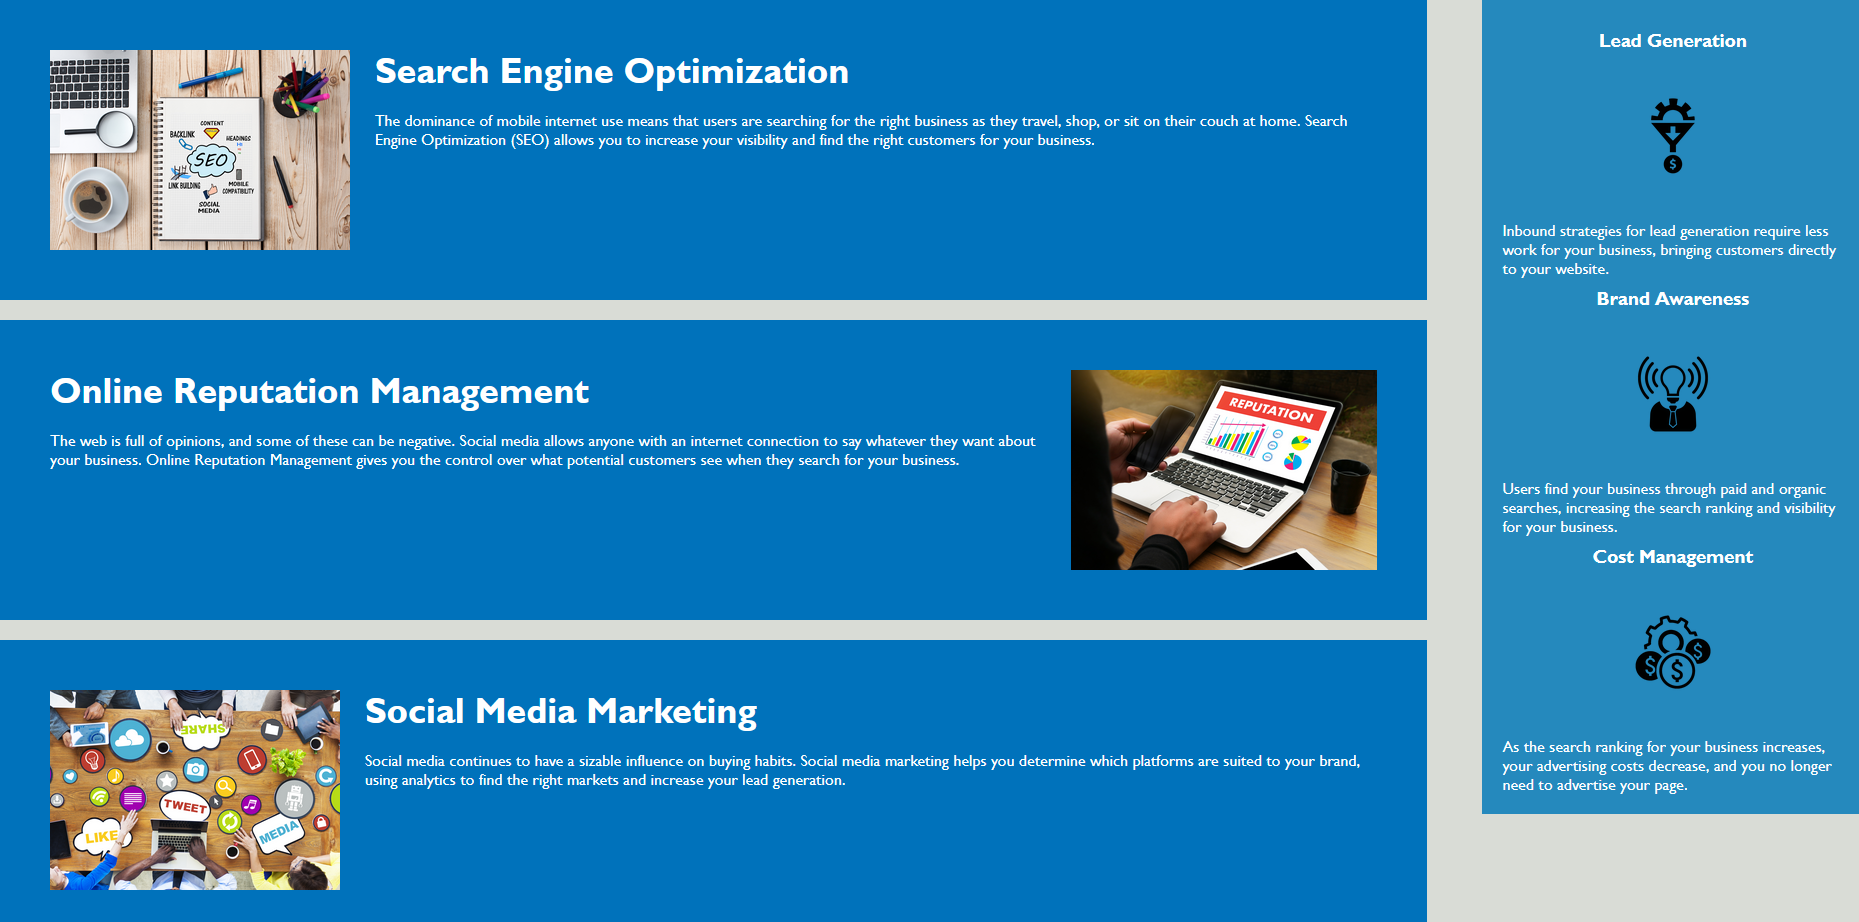 Search Engine Optimization
The dominance of mobile internet use means that users are searching for the right business as they travel, shop, or sit on their couch at home. Search
Engine Optimization (SEO) allows you to increase your visibility and find the right customers for your business.
CONTENT
BACKLINK
HEADINGS
SEO
LINK BUILDING
MOBILE
COMPATIBILITY
SOCIAL
MEDIA
Online Reputation Management
The web is full of opinions, and some of these can be negative. Social media allows anyone with an internet connection to say whatever they want about
your business. Online Reputation Management gives you the control over what potential customers see when they search for your business.
REPUTATION
Social Media Marketing
Social media continues to have a sizable influence on buying habits. Social media marketing helps you determine which platforms are suited to your brand,
using analytics to find the right markets and increase your lead generation.
SHARE
TWEET
LIKE
MEDIA
Lead Generation
$
Inbound strategies for lead generation require less
work for your business, bringing customers directly
to your website.
Brand Awareness
Users find your business through paid and organic
searches, increasing the search ranking and visibility
for your business.
Cost Management
$ $ $
As the search ranking for your business increases,
your advertising costs decrease, and you no longer
need to advertise your page.